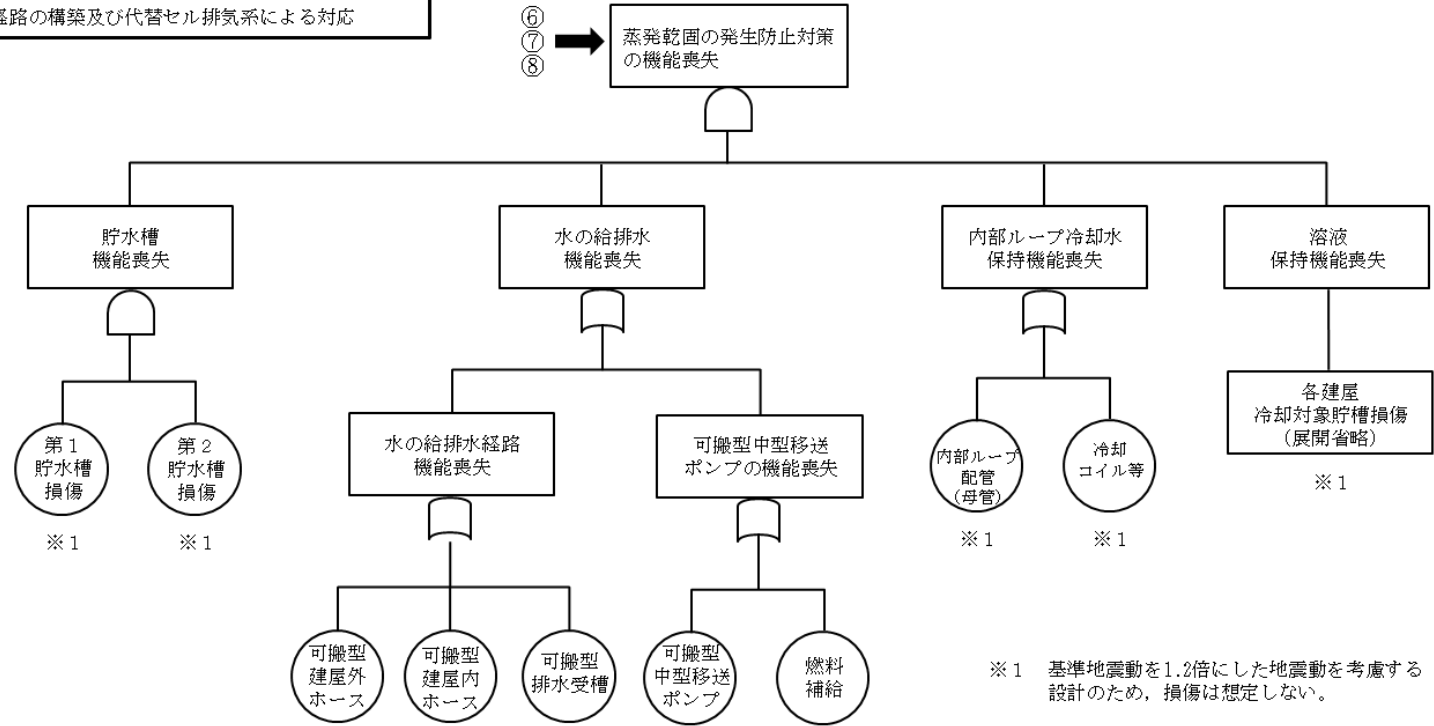 経路の構築及び代替セル排気系による対応
⑥
⑦
⑧
蒸発乾固の発生防止対策
の機能喪失
貯水槽
機能喪失
水の給排水
機能喪失
内部ループ冷却水
保持機能喪失
溶液
保持機能喪失
水の給排水経路
機能喪失
可搬型中型移送
ポンプの機能喪失
各建屋
冷却対象貯槽損傷
(展開省略)
※1
第1
貯水槽
損傷
※1
第2
貯水槽
損傷
※1
内部ループ
配管
(母管)
※1
冷却
コイル等
※1
可搬型
建屋外
ホース
可搬型
建屋内
ホース
可搬型
排水受槽
可搬型
中型移送
ポンプ
燃料
補給
※1 基準地震動を1.2倍にした地震動を考慮する
設計のため,損傷は想定しない。